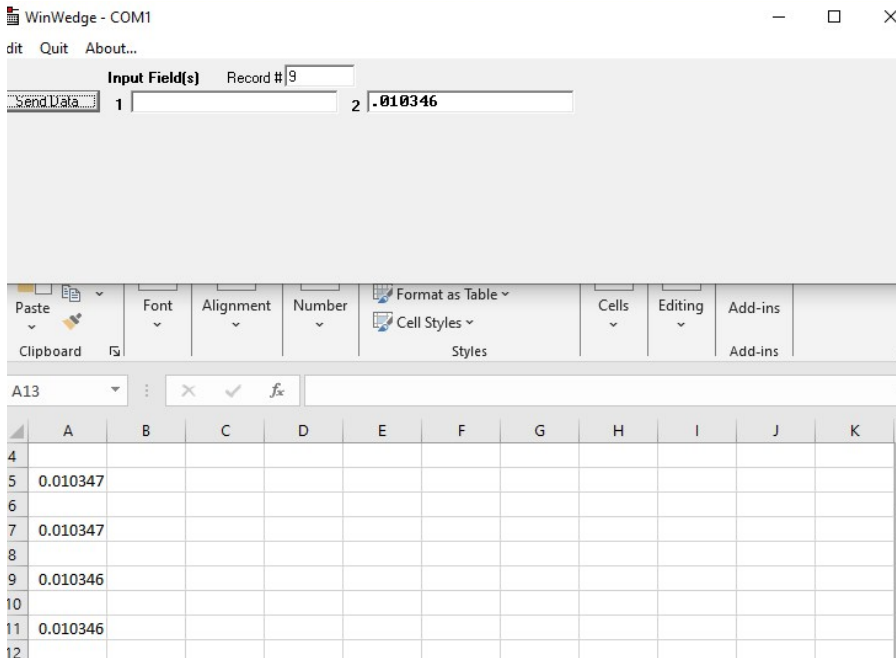 WinWedge - COM1
dit Quit About...
Input Field(s) Record # 9
Send Data 1 2 .010346
Paste Font Alignment Number Format as Table Cells Editing Add-ins
Cell Styles
Clipboard Styles Add-ins
A13 fx
A B C D E F G H I J K
4
5 0.010347
6
7 0.010347
8
9 0.010346
10
11 0.010346
12